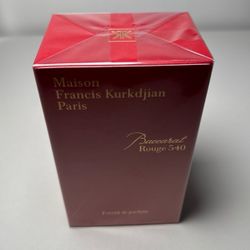 Maison
Francis Kurkdjian
Paris
Baccarat
Rouge 540
Extrait de parfum